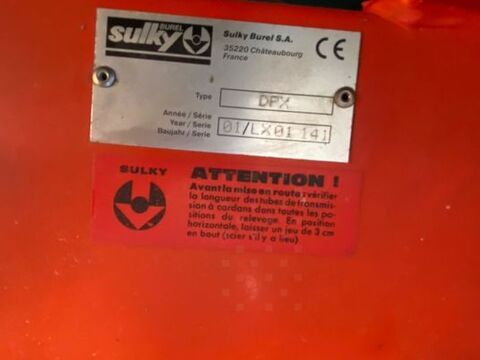 BUREL
sulky
Sulky Burel S.A.
35220 Châteaubourg
France
CE
Type DPX
Année / Série
Year / Serie 01/LX01 141
Baujahr / Serie
SULKY
ATTENTION !
Avant la mise en route : vérifier
la longueur des tubes de transmis-
sion à cardans dans toutes les po-
sitions du relevage. En position
horizontale, laisser un jeu de 3 cm
en bout (scier s'il y a lieu).